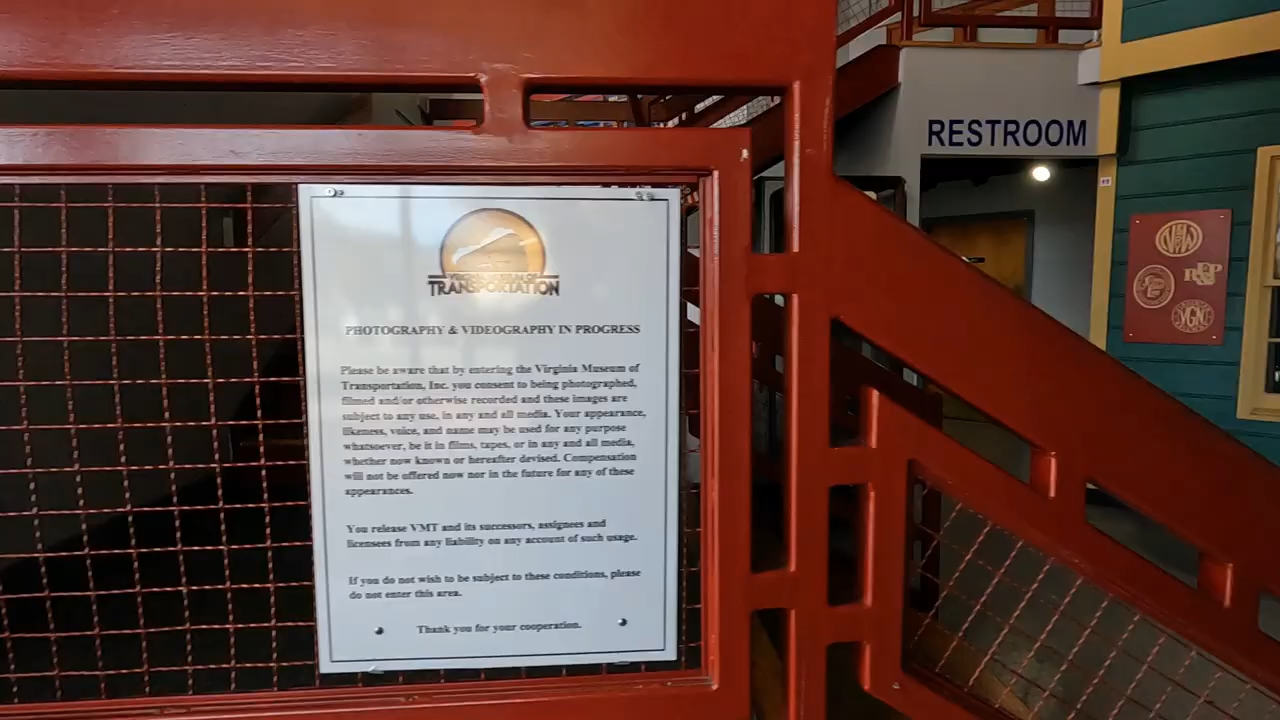 RESTROOM
VIRGINIA MUSEUM OF
TRANSPORTATION
PHOTOGRAPHY & VIDEOGRAPHY IN PROGRESS
Please be aware that by entering the Virginia Museum of
Transportation, Inc. you consent to being photographed,
filmed and/or otherwise recorded and these images are
subject to any use, in any and all media. Your appearance,
likeness, voice, and name may be used for any purpose
whatsoever, be it in films, tapes, or in any and all media,
whether now known or hereafter devised. Compensation
will not be offered now nor in the future for any of these
appearances.
You release VMT and its successors, assignees and
licensees from any liability on any account of such usage.
If you do not wish to be subject to these conditions, please
do not enter this area.
Thank you for your cooperation.
VGN